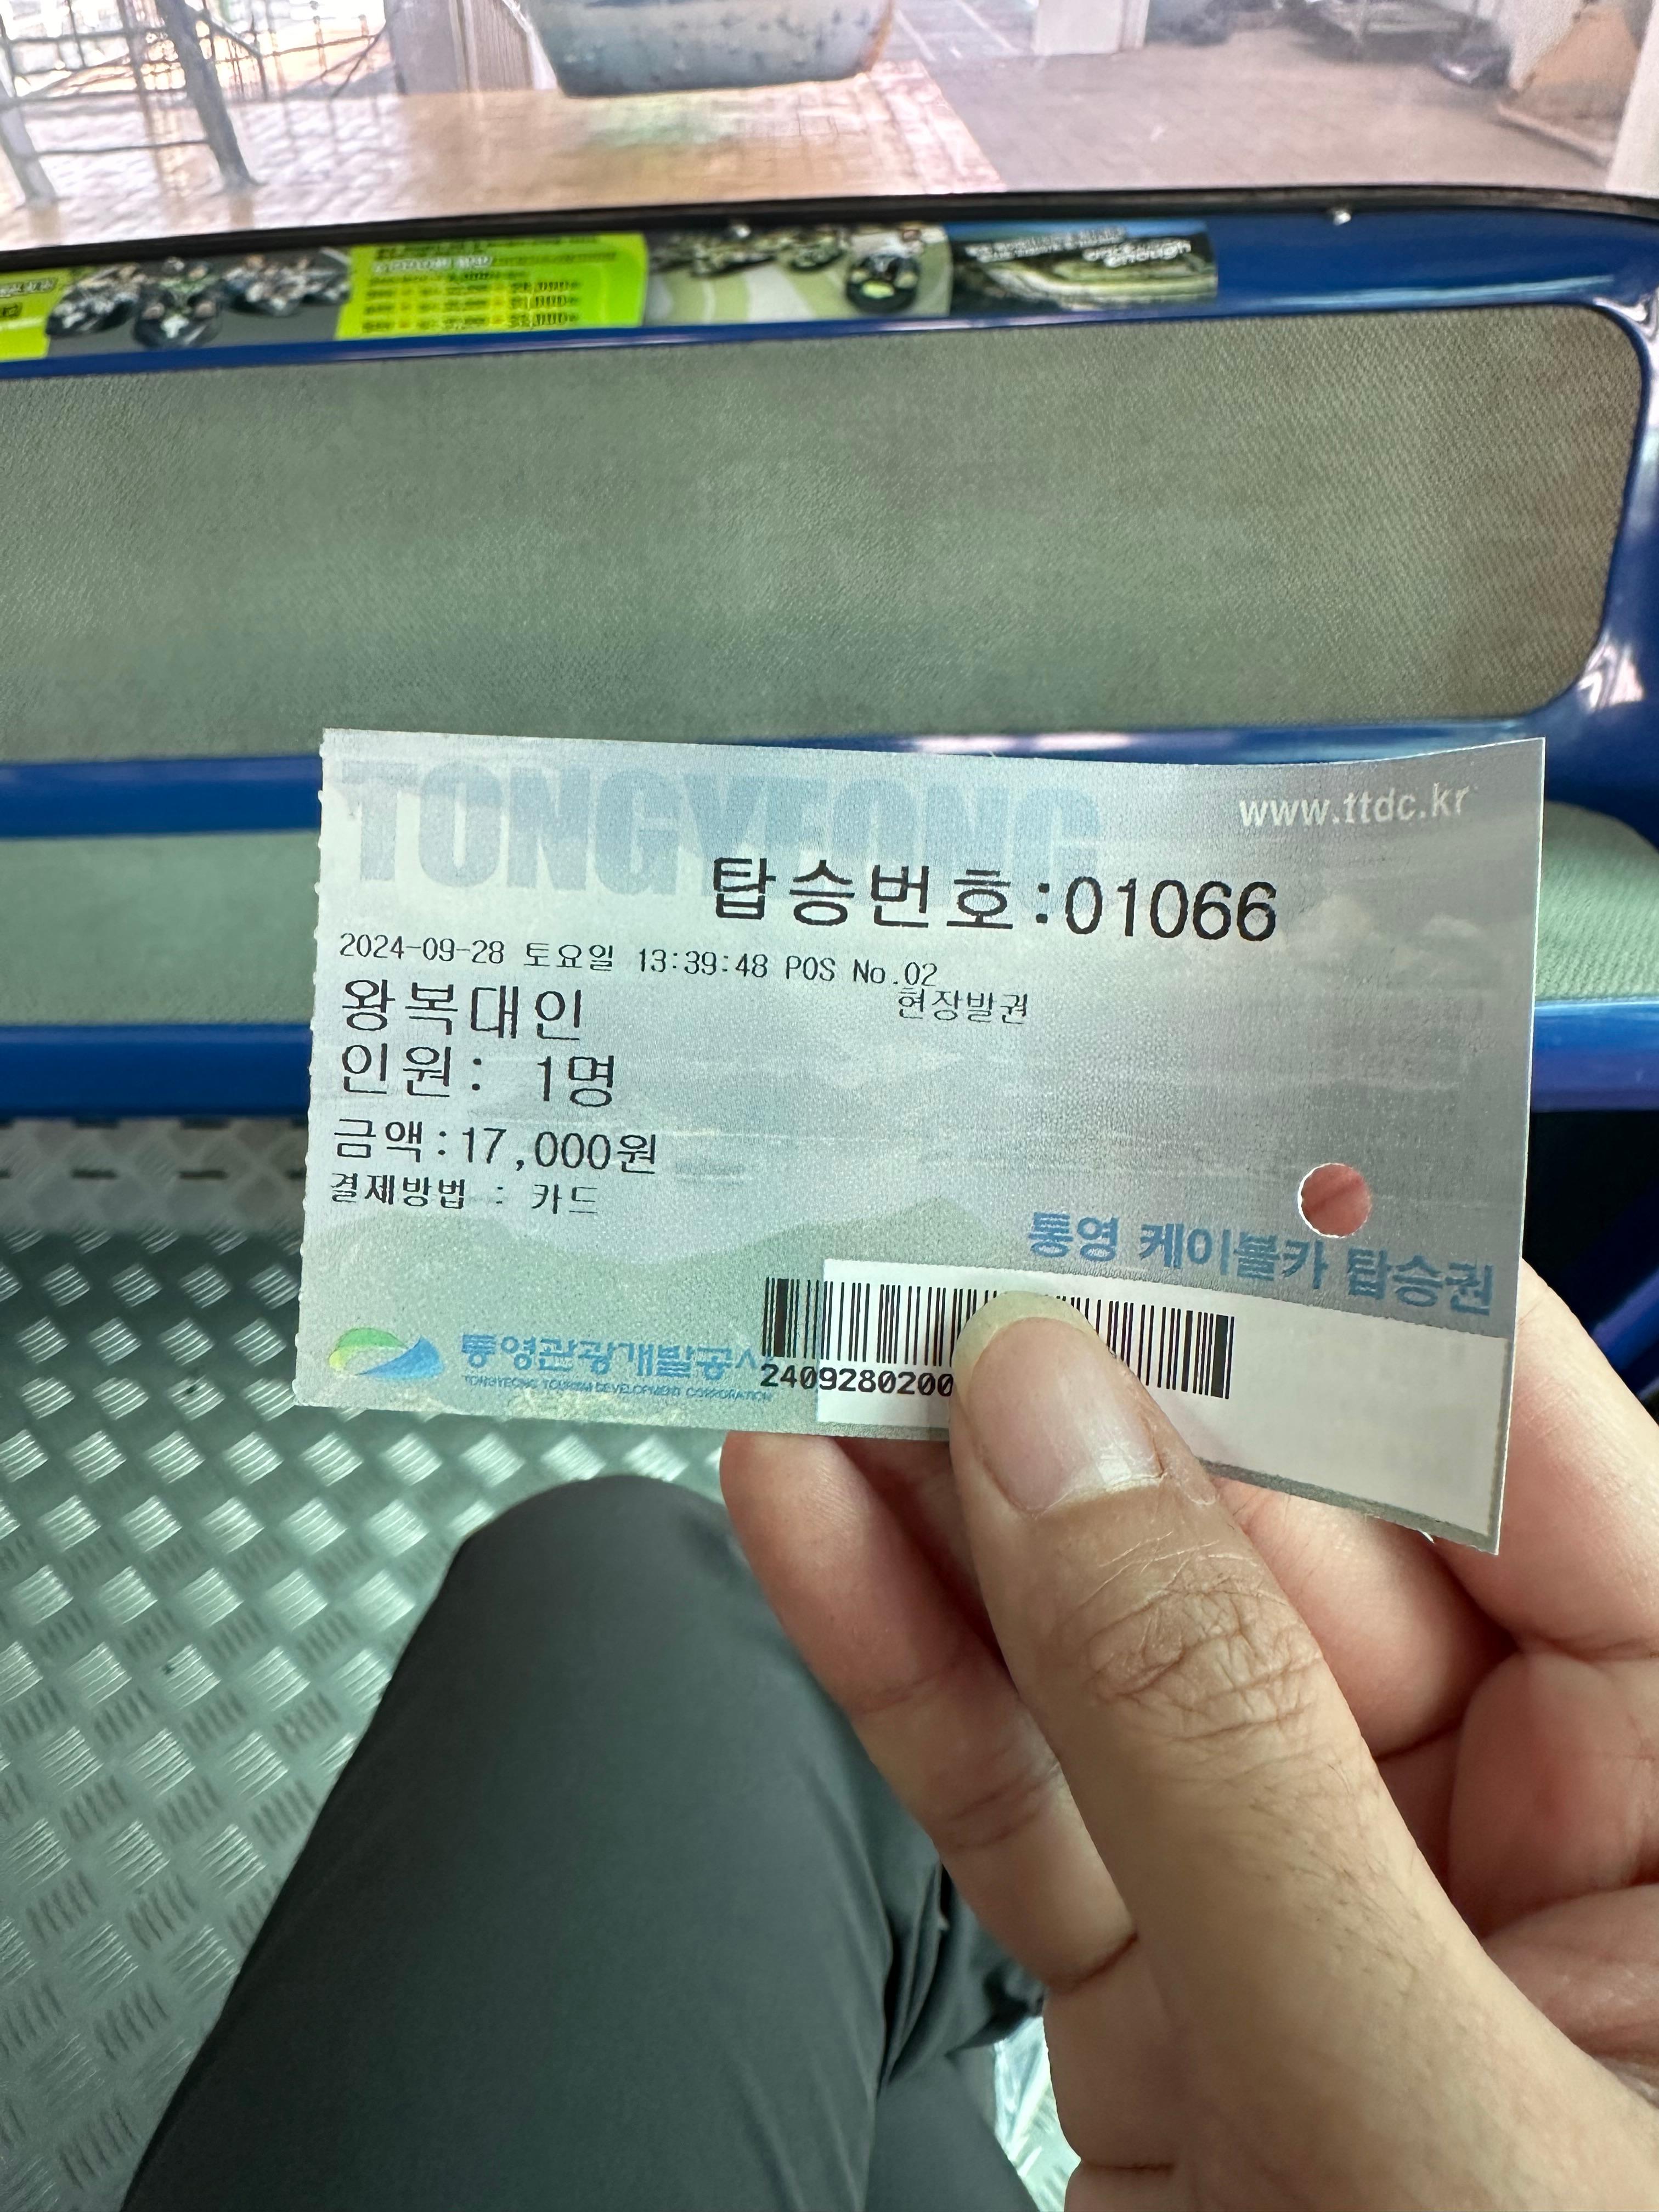 enough
TONGYEONG
www.ttdc.kr
탑승번호:01066
2024-09-28 토요일 13:39:48 POS No.02
왕복대인 현장발권
인원: 1명
금액:17,000원
결제방법 : 카드
통영 케이블카 탑승권
통영관광개발공사
TONGYEONG TOURISM DEVELOPMENT CORPORATION
2409280200